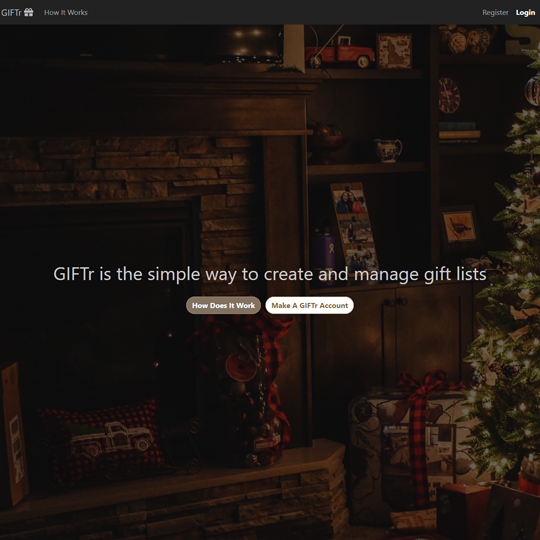 GIFTr
How It Works
Register
Login
GIFTr is the simple way to create and manage gift lists
How Does It Work
Make A GIFTr Account